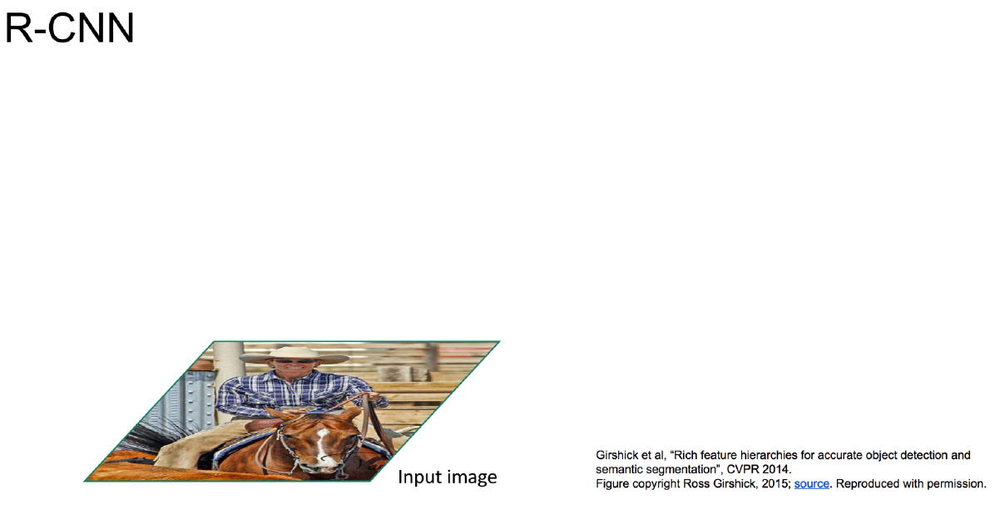 R-CNN
Input image
Girshick et al, “Rich feature hierarchies for accurate object detection and
semantic segmentation”, CVPR 2014.
Figure copyright Ross Girshick, 2015; source. Reproduced with permission.